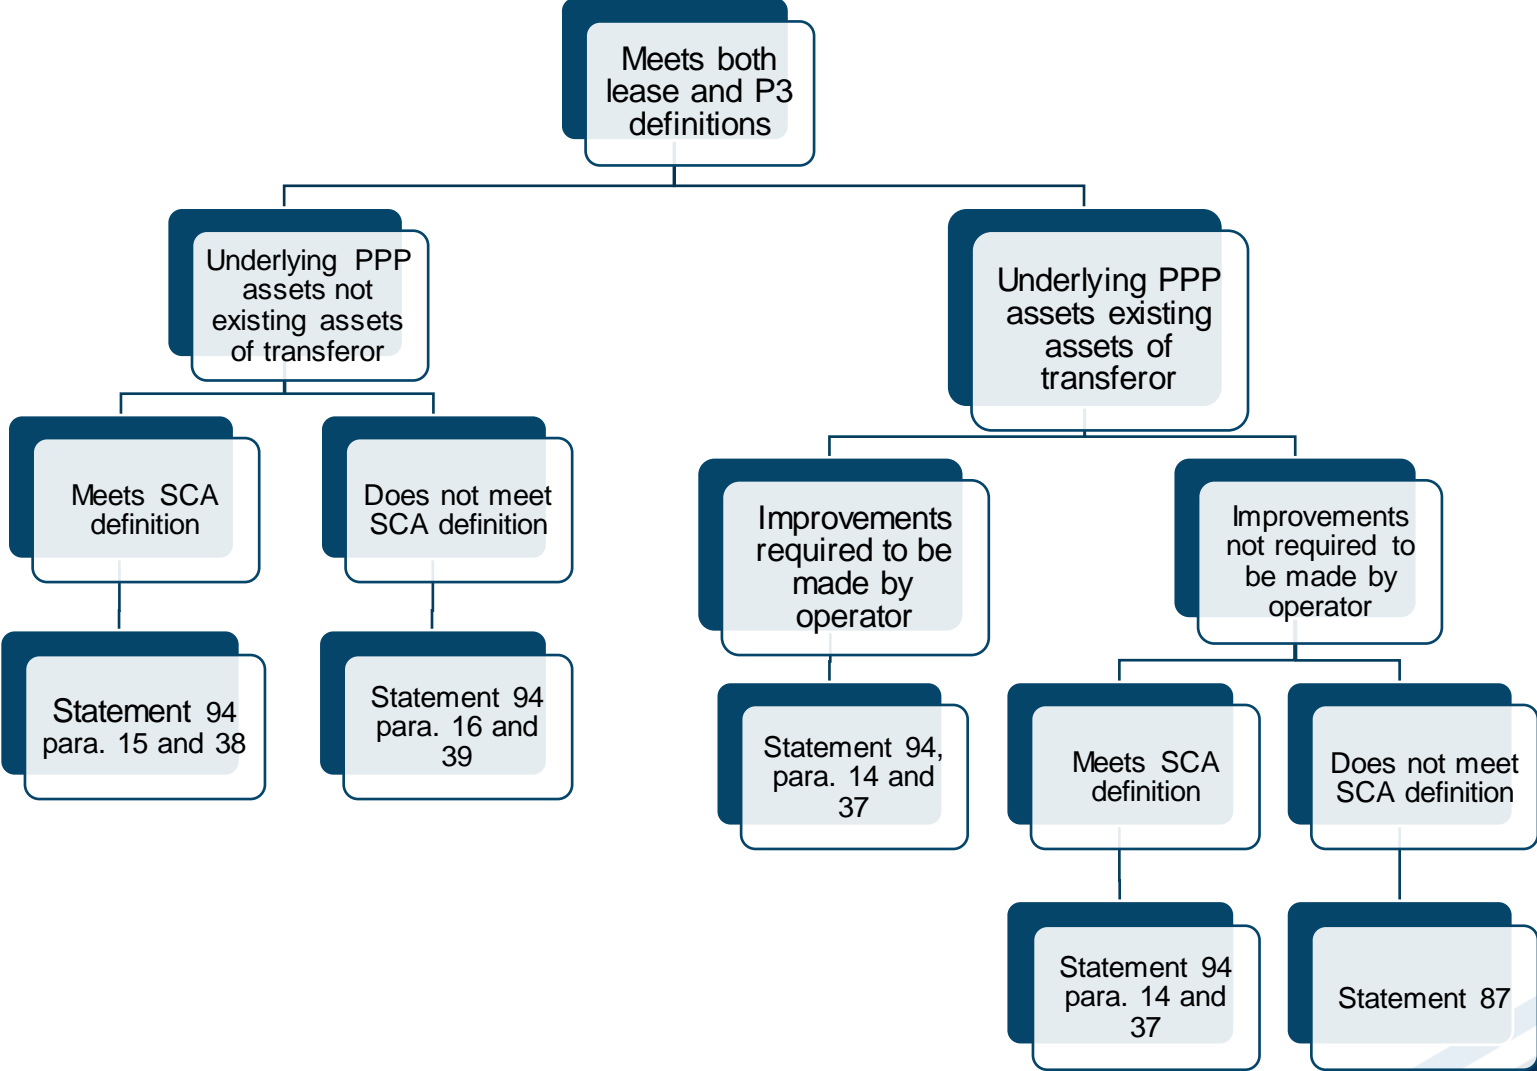 Meets both
lease and P3
definitions
Underlying PPP
assets not
existing assets
of transferor
Underlying PPP
assets existing
assets of
transferor
Meets SCA
definition
Does not meet
SCA definition
Improvements
required to be
made by
operator
Improvements
not required to
be made by
operator
Statement 94
para. 15 and 38
Statement 94
para. 16 and
39
Statement 94,
para. 14 and
37
Meets SCA
definition
Does not meet
SCA definition
Statement 94
para. 14 and
37
Statement 87